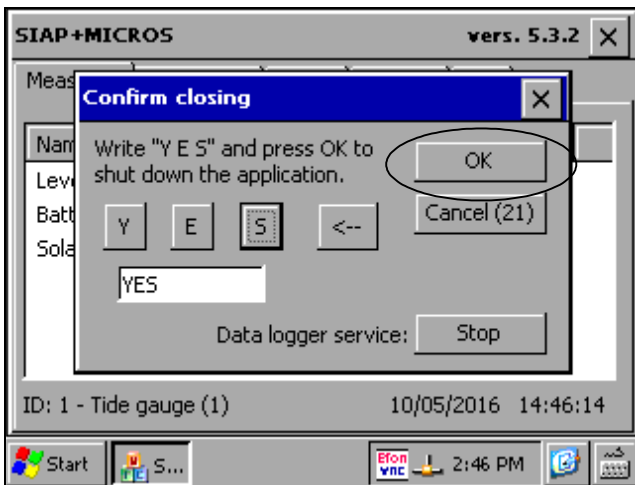 SIAP+MICROS vers. 5.3.2
Meas
Confirm closing
Write "Y E S" and press OK to
shut down the application.
OK
Cancel (21)
Y E S <--
YES
Data logger service: Stop
Nam
Leve
Batt
Sola
ID: 1 - Tide gauge (1) 10/05/2016 14:46:14
Start S... Efon VNC 2:46 PM